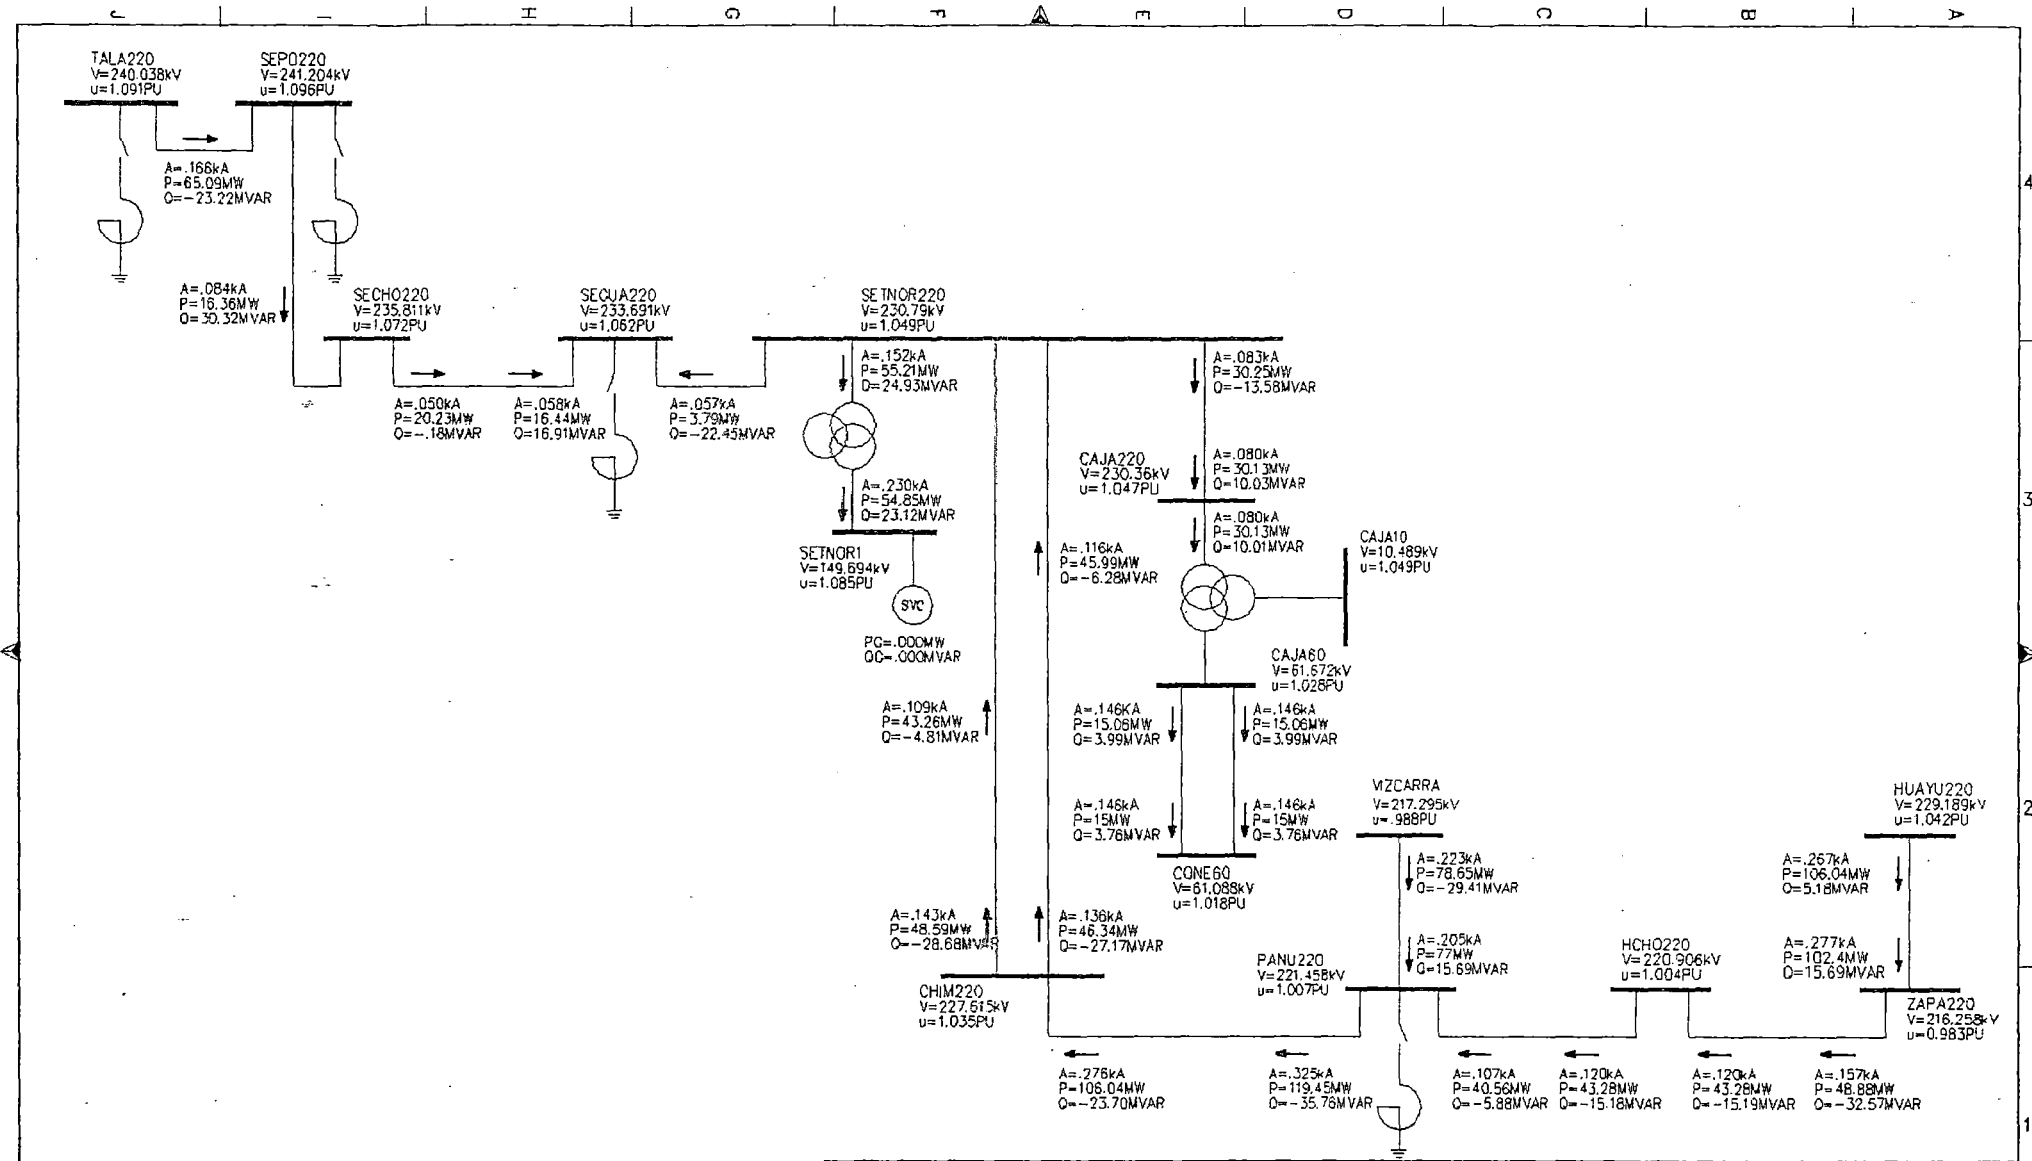 J I H G F E D C B A
TALA220
V=240.038kV
u=1.091PU
SEPO220
V=241.204kV
u=1.096PU
A=.166kA
P=65.09MW
Q=-23.22MVAR
4
A=.084kA
P=16.36MW
Q=30.32MVAR
SECHO220
V=235.811kV
u=1.072PU
SEGUA220
V=233.691kV
u=1.062PU
SETNOR220
V=230.79kV
u=1.049PU
A=.050kA
P=20.23MW
Q=-.18MVAR
A=.058kA
P=16.44MW
Q=16.91MVAR
A=.057kA
P=3.79MW
Q=-22.45MVAR
A=.152kA
P=55.21MW
Q=24.93MVAR
A=.083kA
P=30.25MW
Q=-13.58MVAR
A=.230kA
P=54.85MW
Q=23.12MVAR
SETNOR1
V=149.694kV
u=1.085PU
SVC
PG=.000MW
QG=.000MVAR
CAJA220
V=230.36kV
u=1.047PU
A=.080kA
P=30.13MW
Q=10.03MVAR
3
A=.080kA
P=30.13MW
Q=10.01MVAR
CAJA10
V=10.489kV
u=1.049PU
A=.116kA
P=45.99MW
Q=-6.28MVAR
CAJA60
V=61.672kV
u=1.028PU
A=.109kA
P=43.26MW
Q=-4.81MVAR
A=.146KA
P=15.06MW
Q=3.99MVAR
A=.146kA
P=15.06MW
Q=3.99MVAR
A=.146kA
P=15MW
Q=3.76MVAR
A=.146kA
P=15MW
Q=3.76MVAR
CONE60
V=61.088kV
u=1.018PU
VIZCARRA
V=217.295kV
u=.988PU
HUAYU220
V=229.189kV
u=1.042PU
2
A=.223kA
P=78.65MW
Q=-29.41MVAR
A=.267kA
P=106.04MW
Q=5.18MVAR
A=.143kA
P=48.59MW
Q=-28.68MVAR
A=.136kA
P=46.34MW
Q=-27.17MVAR
A=.205kA
P=77MW
Q=15.69MVAR
A=.277kA
P=102.4MW
Q=15.69MVAR
CHIM220
V=227.615kV
u=1.035PU
PANU220
V=221.458kV
u=1.007PU
HCHO220
V=220.906kV
u=1.004PU
ZAPA220
V=216.258kV
u=0.983PU
A=.276kA
P=106.04MW
Q=-23.70MVAR
A=.325kA
P=119.45MW
Q=-35.76MVAR
A=.107kA
P=40.56MW
Q=-5.88MVAR
A=.120kA
P=43.28MW
Q=-15.18MVAR
A=.120kA
P=43.28MW
Q=-15.19MVAR
A=.157kA
P=48.88MW
Q=-32.57MVAR
1